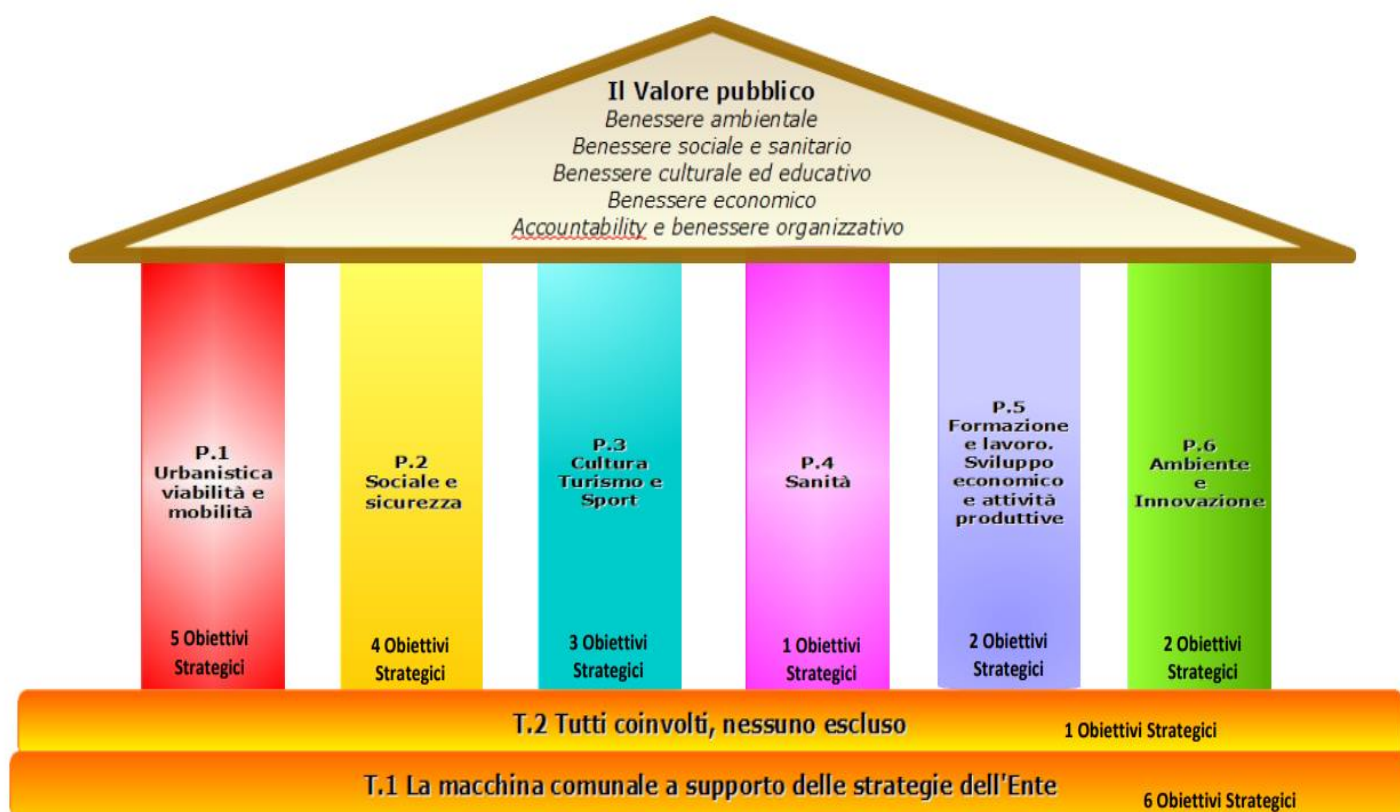 Il Valore pubblico
Benessere ambientale
Benessere sociale e sanitario
Benessere culturale ed educativo
Benessere economico
Accountability e benessere organizzativo
P.1
Urbanistica
viabilità e
mobilità
5 Obiettivi
Strategici
P.2
Sociale e
sicurezza
4 Obiettivi
Strategici
P.3
Cultura
Turismo e
Sport
3 Obiettivi
Strategici
P.4
Sanità
1 Obiettivi
Strategici
P.5
Formazione
e lavoro.
Sviluppo
economico
e attività
produttive
2 Obiettivi
Strategici
P.6
Ambiente
e
Innovazione
2 Obiettivi
Strategici
T.2 Tutti coinvolti, nessuno escluso
1 Obiettivi Strategici
T.1 La macchina comunale a supporto delle strategie dell'Ente
6 Obiettivi Strategici